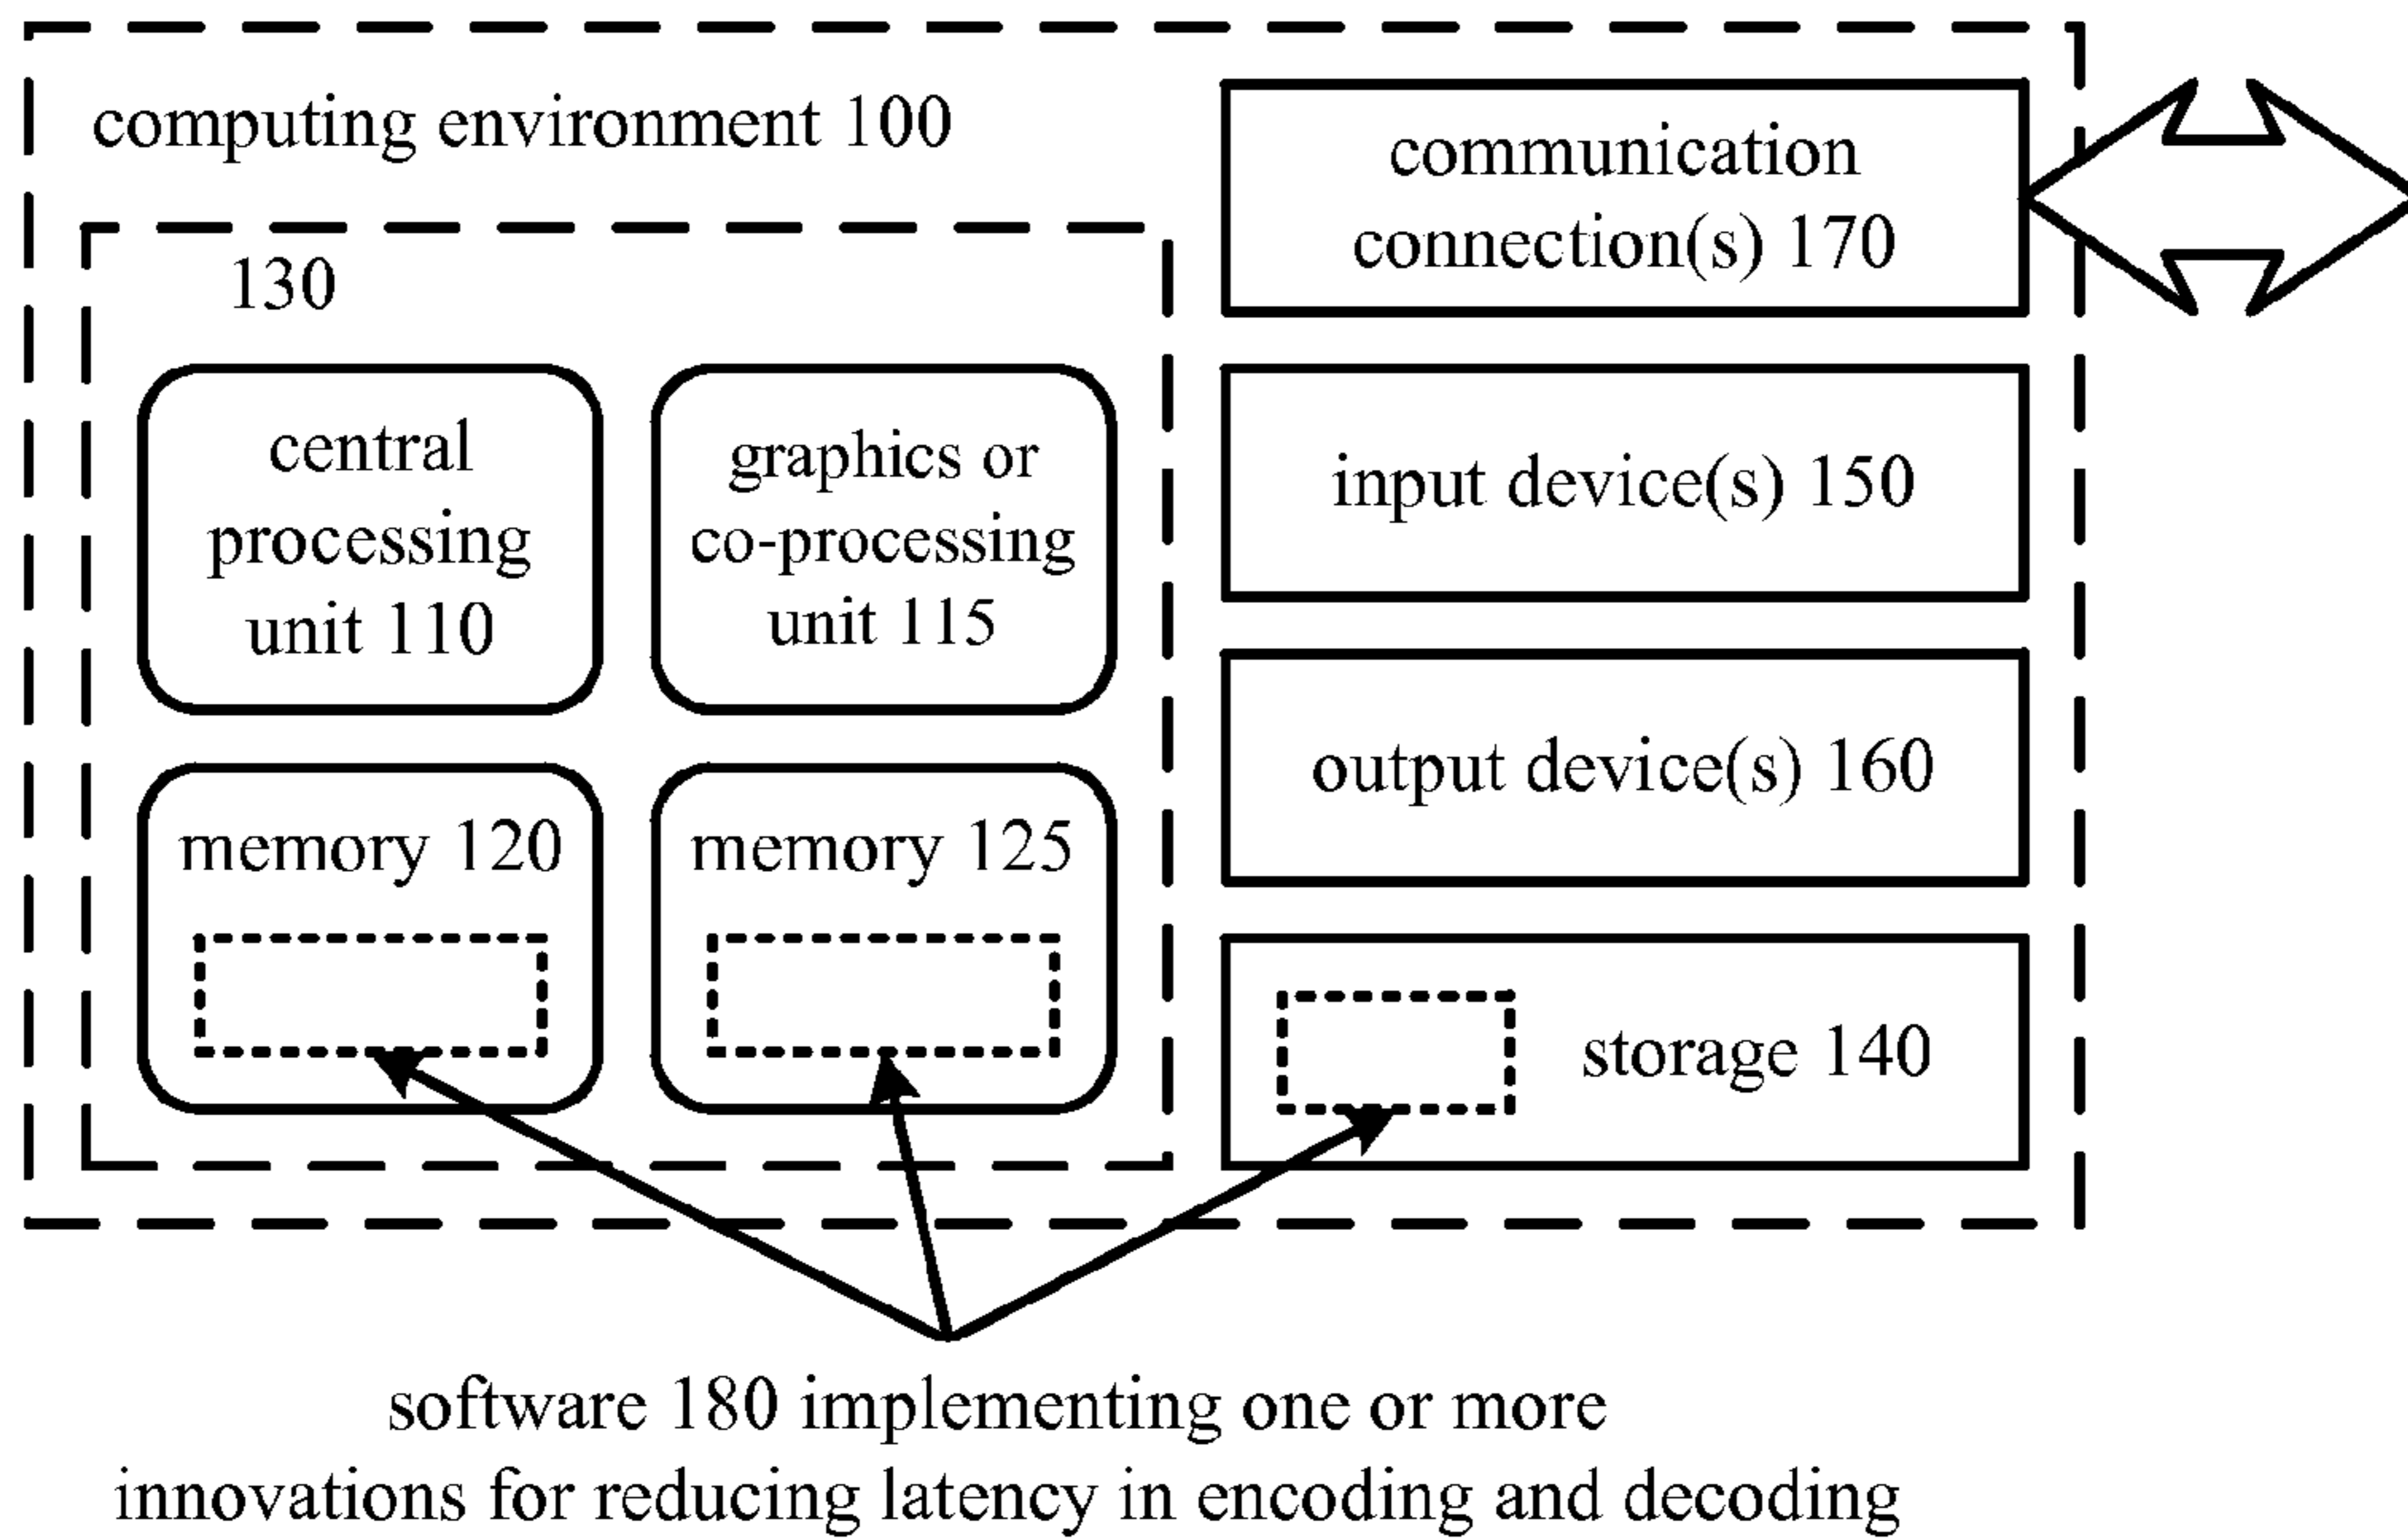 computing environment 100
130
central
processing
unit 110
graphics or
co-processing
unit 115
memory 120
memory 125
communication
connection(s) 170
input device(s) 150
output device(s) 160
storage 140
software 180 implementing one or more
innovations for reducing latency in encoding and decoding